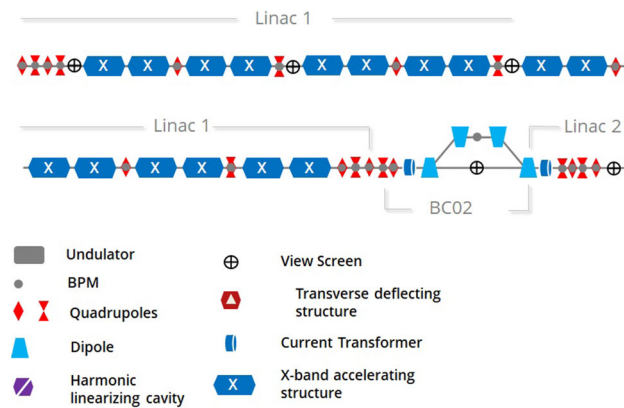 Linac 1
X X X X X X X X X X
Linac 1
Linac 2
X X X X X X
BC02
Undulator
BPM
Quadrupoles
Dipole
Harmonic
linearizing cavity
View Screen
Transverse deflecting
structure
Current Transformer
X
X-band accelerating
structure